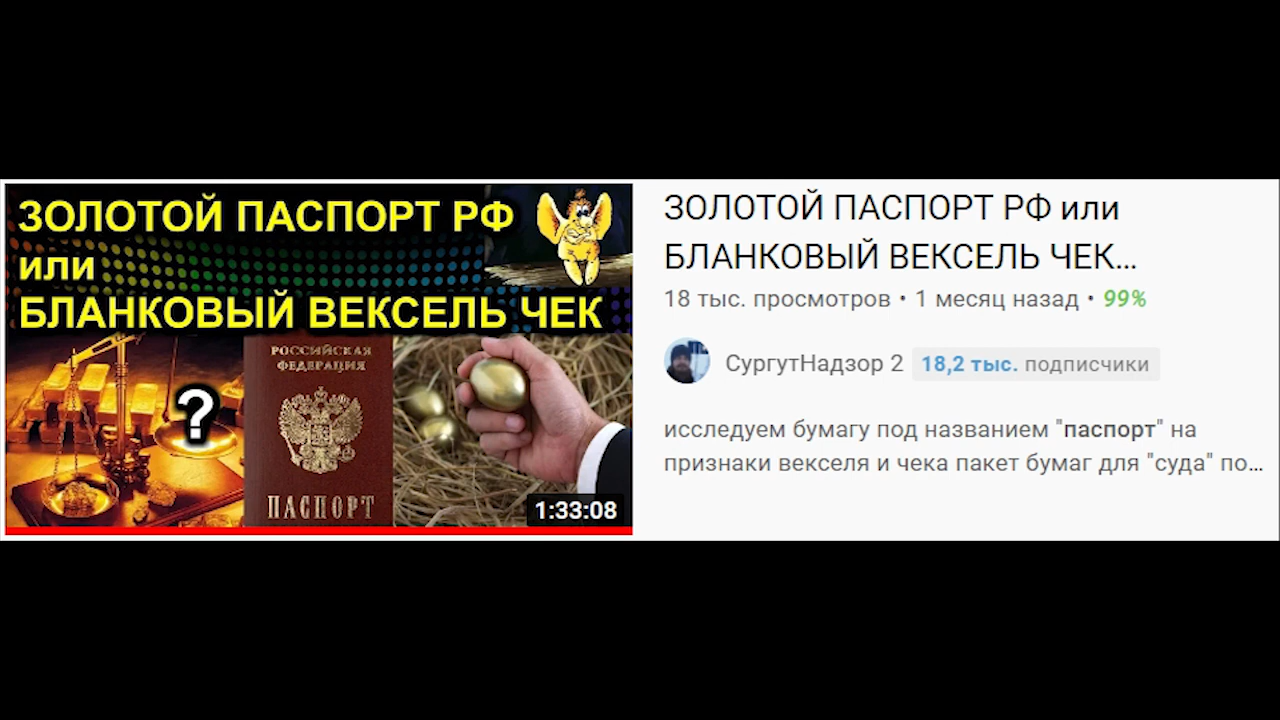 ЗОЛОТОЙ ПАСПОРТ РФ
или
БЛАНКОВЫЙ ВЕКСЕЛЬ ЧЕК
?
РОССИЙСКАЯ
ФЕДЕРАЦИЯ
ПАСПОРТ
1:33:08
ЗОЛОТОЙ ПАСПОРТ РФ или
БЛАНКОВЫЙ ВЕКСЕЛЬ ЧЕК...
18 тыс. просмотров • 1 месяц назад • 99%
СургутНадзор 2 18,2 тыс. подписчики
исследуем бумагу под названием "паспорт" на
признаки векселя и чека пакет бумаг для "суда" по...